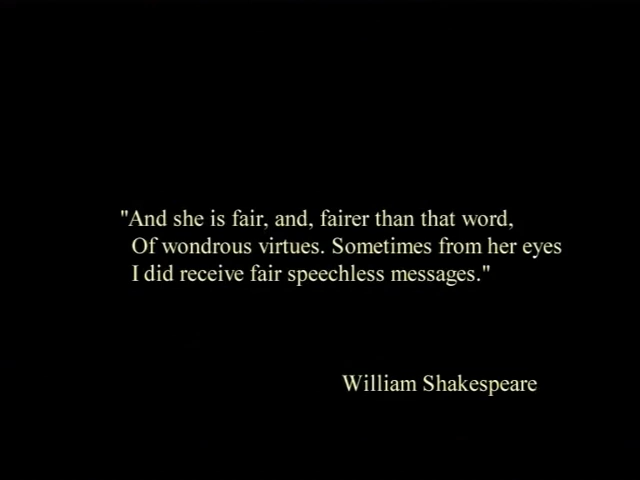 "And she is fair, and, fairer than that word,
Of wondrous virtues. Sometimes from her eyes
I did receive fair speechless messages."
William Shakespeare